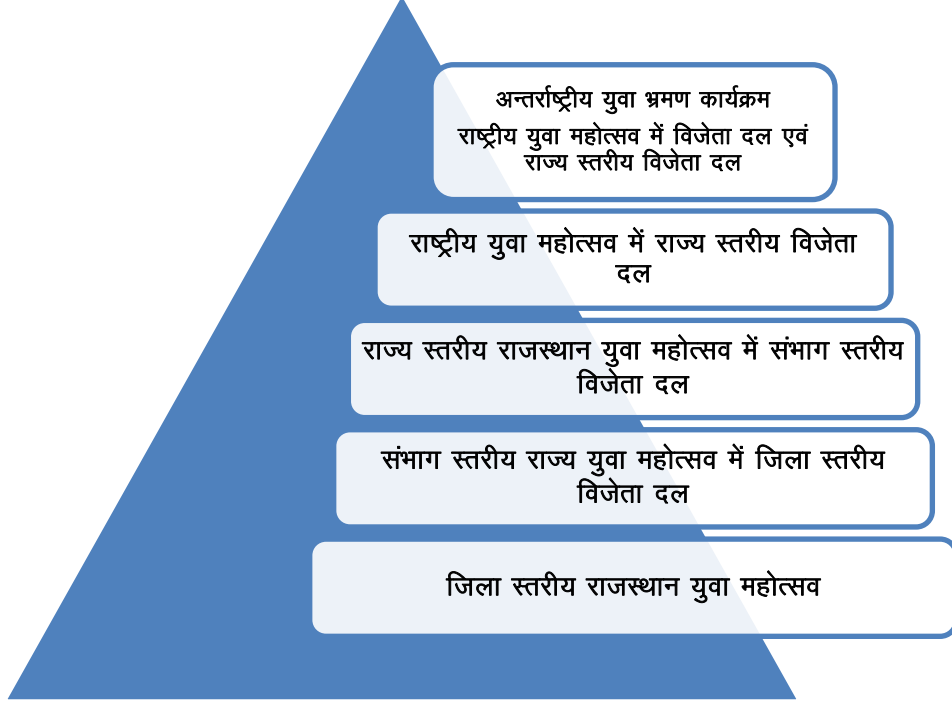 अन्तर्राष्ट्रीय युवा भ्रमण कार्यक्रम
राष्ट्रीय युवा महोत्सव में विजेता दल एवं
राज्य स्तरीय विजेता दल
राष्ट्रीय युवा महोत्सव में राज्य स्तरीय विजेता
दल
राज्य स्तरीय राजस्थान युवा महोत्सव में संभाग स्तरीय
विजेता दल
संभाग स्तरीय राज्य युवा महोत्सव में जिला स्तरीय
विजेता दल
जिला स्तरीय राजस्थान युवा महोत्सव